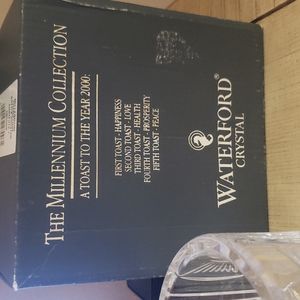 THE MILLENNIUM COLLECTION
A TOAST TO THE YEAR 2000:
FIRST TOAST - HAPPINESS
SECOND TOAST - LOVE
THIRD TOAST - HEALTH
FOURTH TOAST - PROSPERITY
FIFTH TOAST - PEACE
WATERFORD®
CRYSTAL